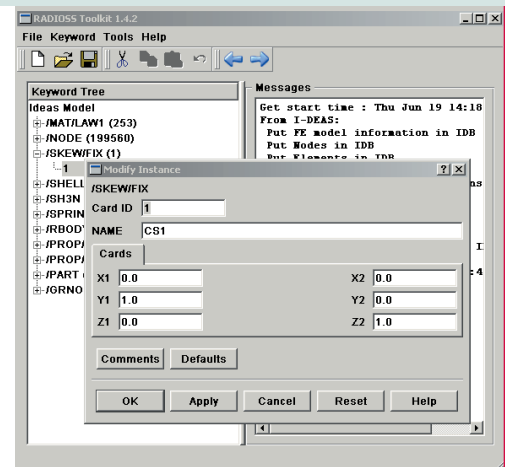 RADIOSS Toolkit 1.4.2
File Keyword Tools Help
Keyword Tree
Ideas Model
/MAT/LAW1 (253)
/NODE (199560)
/SKEW/FIX (1)
1
/SHELL
/SH3N
/SPRIN
/RBOD
/PROP
/PROP
/PART
/GRNO
Messages
Get start time : Thu Jun 19 14:18
From I-DEAS:
Put FE model information in IDB
Put Nodes in IDB
Put Elements in IDB
ns
I
:4
Modify Instance
/SKEW/FIX
Card ID 1
NAME CS1
Cards
X1 0.0 X2 0.0
Y1 1.0 Y2 0.0
Z1 0.0 Z2 1.0
Comments Defaults
OK Apply Cancel Reset Help